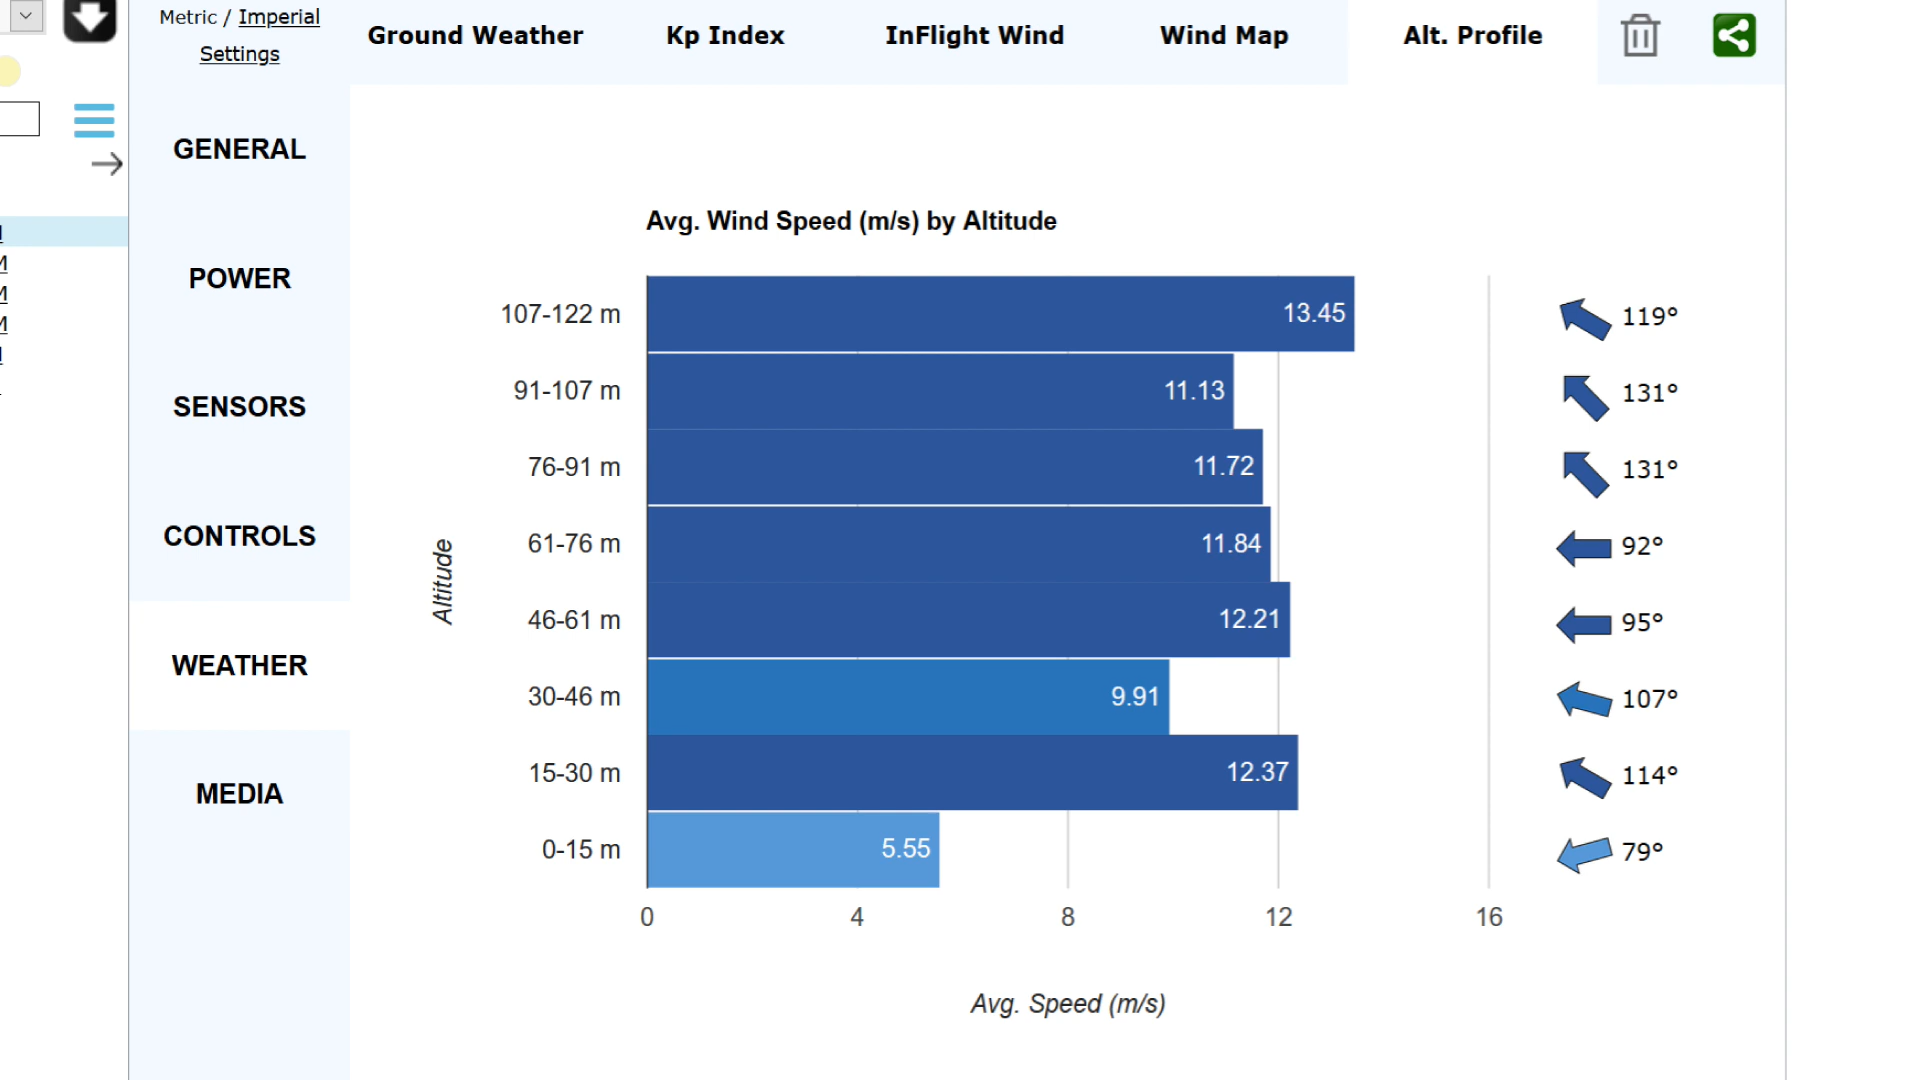 Metric / Imperial
Settings
Ground Weather
Kp Index
InFlight Wind
Wind Map
Alt. Profile
GENERAL
POWER
SENSORS
CONTROLS
WEATHER
MEDIA
Avg. Wind Speed (m/s) by Altitude
Altitude
107-122 m 13.45 119°
91-107 m 11.13 131°
76-91 m 11.72 131°
61-76 m 11.84 92°
46-61 m 12.21 95°
30-46 m 9.91 107°
15-30 m 12.37 114°
0-15 m 5.55 79°
0 4 8 12 16
Avg. Speed (m/s)